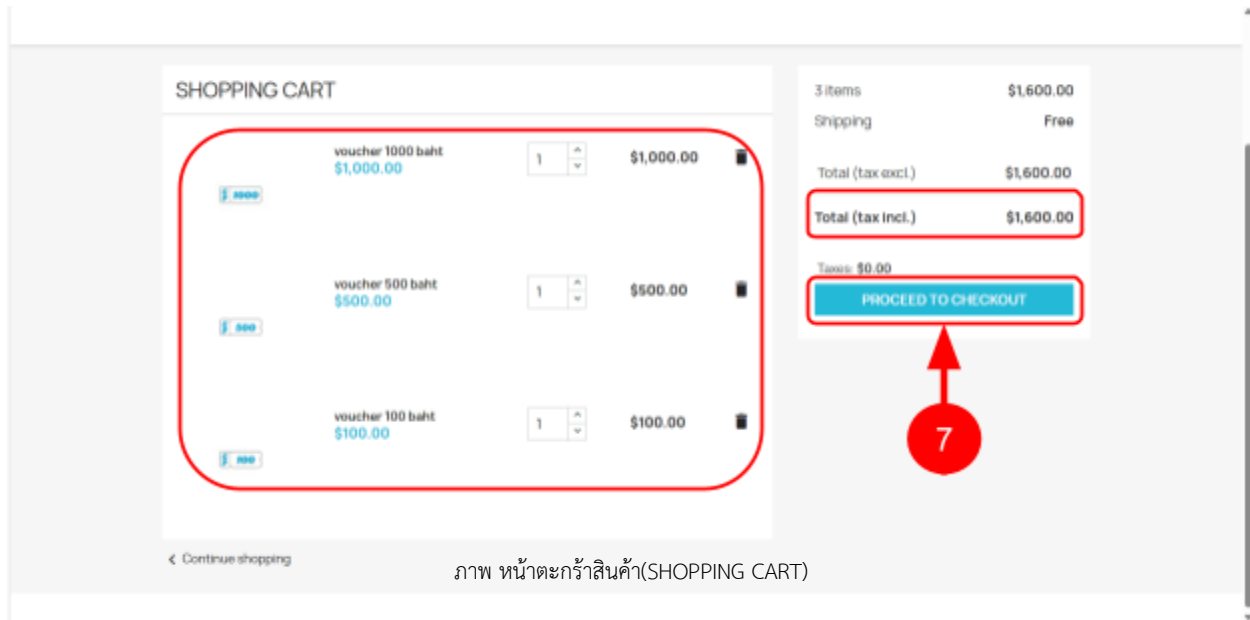 SHOPPING CART
voucher 1000 baht
$1,000.00
1
$1,000.00
$ 1000
voucher 500 baht
$500.00
1
$500.00
$ 500
voucher 100 baht
$100.00
1
$100.00
$ 100
Continue shopping
3 items $1,600.00
Shipping Free
Total (tax excl.) $1,600.00
Total (tax incl.) $1,600.00
Taxes: $0.00
PROCEED TO CHECKOUT
7
ภาพ หน้าตะกร้าสินค้า(SHOPPING CART)